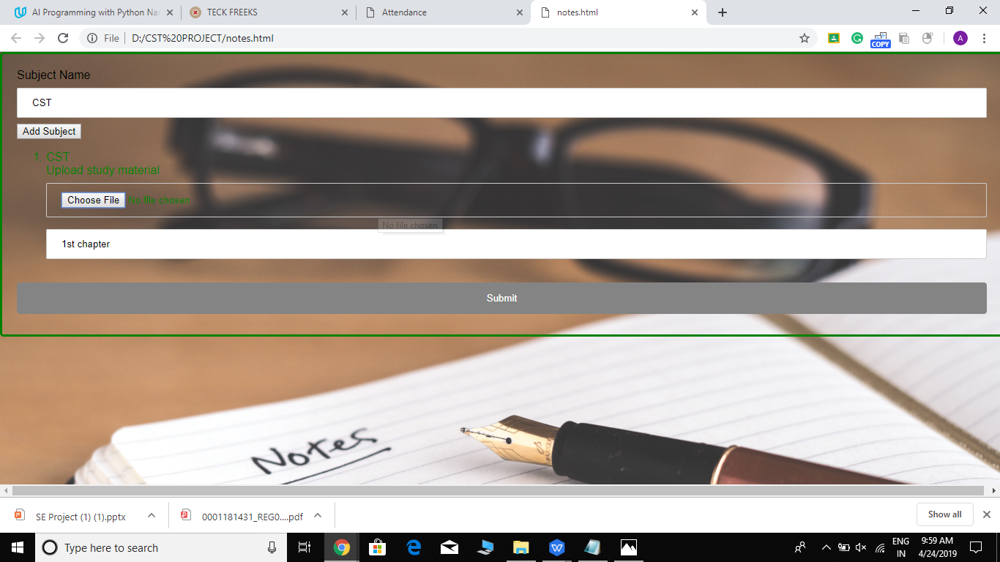 AI Programming with Python Nan
TECK FREEKS
Attendance
notes.html
File
D:/CST%20PROJECT/notes.html
COPY
A
Subject Name
CST
Add Subject
1. CST
Upload study material
Choose File No file chosen
No file chosen
1st chapter
Submit
Notes
PARKER
SE Project (1) (1).pptx
0001181431_REG0....pdf
Show all
Type here to search
ENG
IN
9:59 AM
4/24/2019